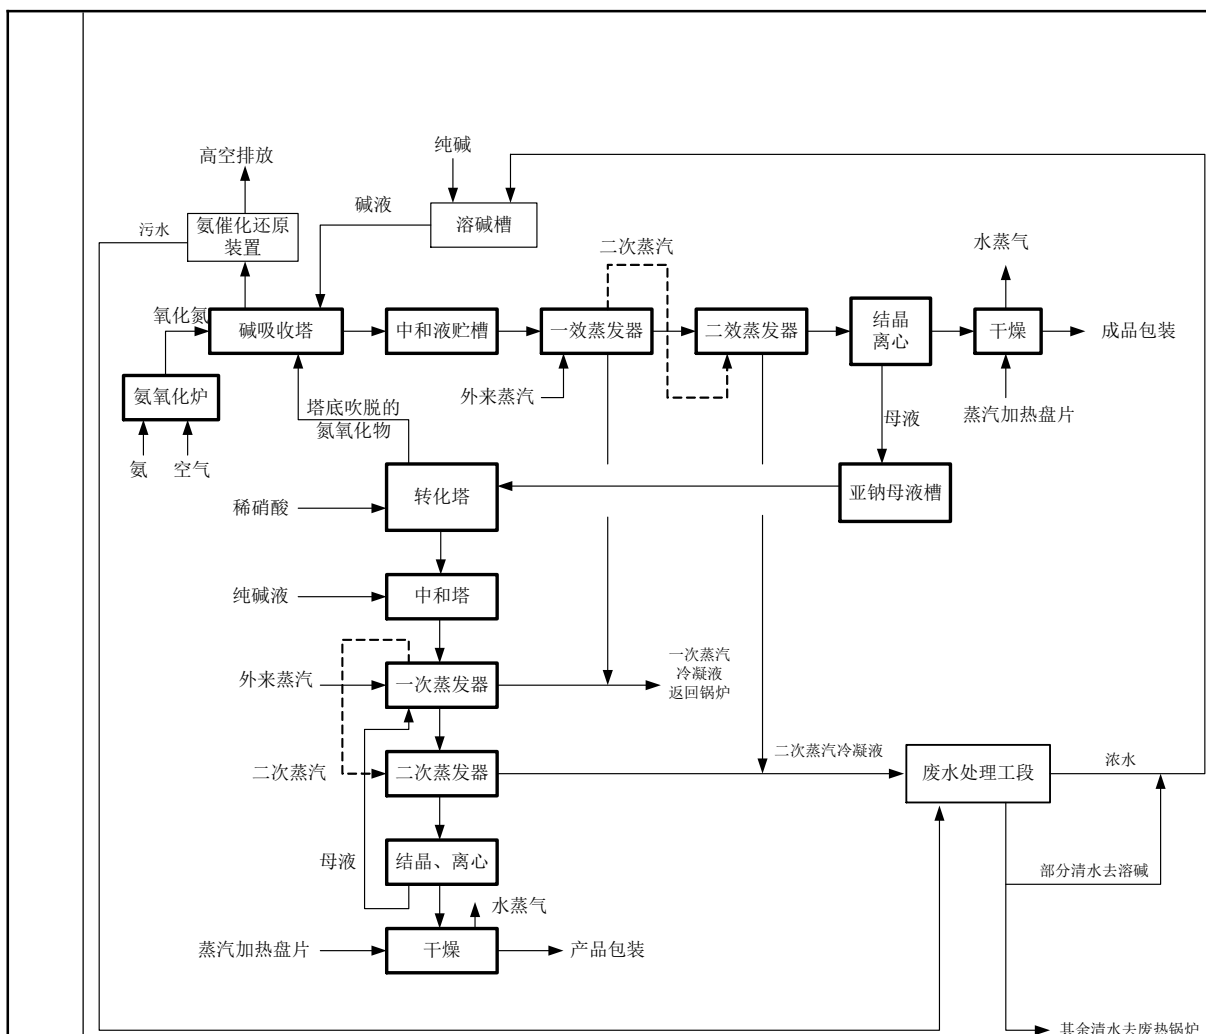 纯碱
高空排放
碱液
污水
氨催化还原
装置
溶碱槽
二次蒸汽
水蒸气
氧化氮
碱吸收塔
中和液贮槽
一效蒸发器
二效蒸发器
结晶
离心
干燥
成品包装
氨氧化炉
外来蒸汽
蒸汽加热盘片
塔底吹脱的
氮氧化物
母液
氨
空气
转化塔
亚钠母液槽
稀硝酸
纯碱液
中和塔
一次蒸汽
冷凝液
返回锅炉
外来蒸汽
一次蒸发器
二次蒸汽
二次蒸发器
二次蒸汽冷凝液
废水处理工段
浓水
母液
结晶、离心
部分清水去溶碱
水蒸气
蒸汽加热盘片
干燥
产品包装
其余清水去废热锅炉